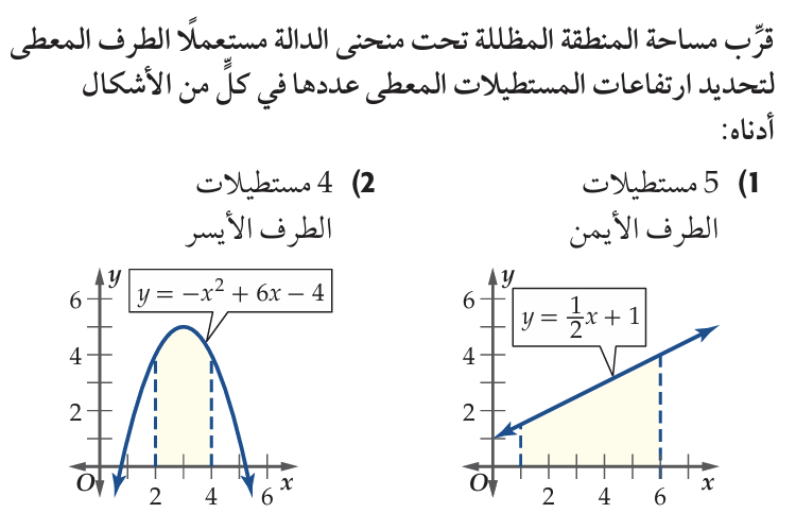 قرِّب مساحة المنطقة المظللة تحت منحنى الدالة مستعملًا الطرف المعطى
لتحديد ارتفاعات المستطيلات المعطى عددها في كلٍّ من الأشكال
أدناه:
(1 5 مستطيلات
الطرف الأيمن
y
6
4
2
O
2 4 6 x
y = 1/2 x + 1
(2 4 مستطيلات
الطرف الأيسر
y
6
4
2
O
2 4 6 x
y = −x² + 6x − 4